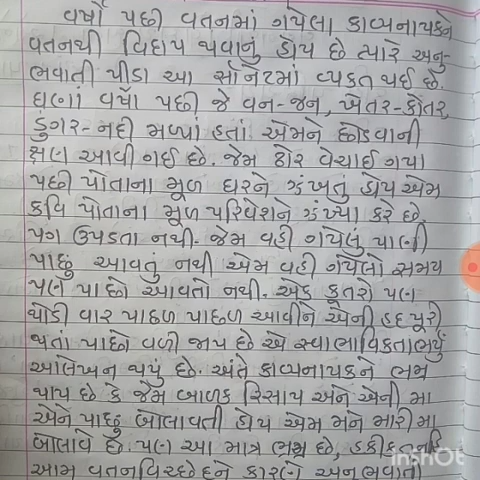 વર્ષો પછી વતનમાં ગયેલા કાવ્યનાયકને
વતનથી વિદાય થવાનું હોય છે ત્યારે અનુ-
ભવાતી પીડા આ સૉનેટમાં વ્યક્ત થઈ છે.
ઘણાં વર્ષો પછી જે વન-જન, ખેતર-કોતર,
ડુંગર-નદી મળ્યાં હતાં એમને છોડવાની
ક્ષણ આવી ગઈ છે. જેમ ઢોર વેચાઈ ગયા
પછી પોતાના મૂળ ઘરને ઝંખતું હોય એમ
કવિ પોતાના મૂળ પરિવેશને ઝંખ્યા કરે છે.
પગ ઉપડતા નથી. જેમ વહી ગયેલું પાણી
પાછું આવતું નથી એમ વહી ગયેલો સમય
પણ પાછો આવતો નથી. એક કૂતરો પણ
થોડી વાર પાછળ પાછળ આવીને એની હદ પૂરી
થતાં પાછો વળી જાય છે એ સ્વાભાવિકતાભર્યું
આલેખન થયું છે. અંતે કાવ્યનાયકને ભ્રમ
થાય છે કે જેમ બાળક રિસાય અને એની મા
એને પાછું બોલાવતી હોય એમ મને મારી મા
બોલાવે છે. પણ આ માત્ર ભ્રમ છે, હકીકત નહિ
આમ વતનવિચ્છેદને કારણે અનુભવાતી
InShOt